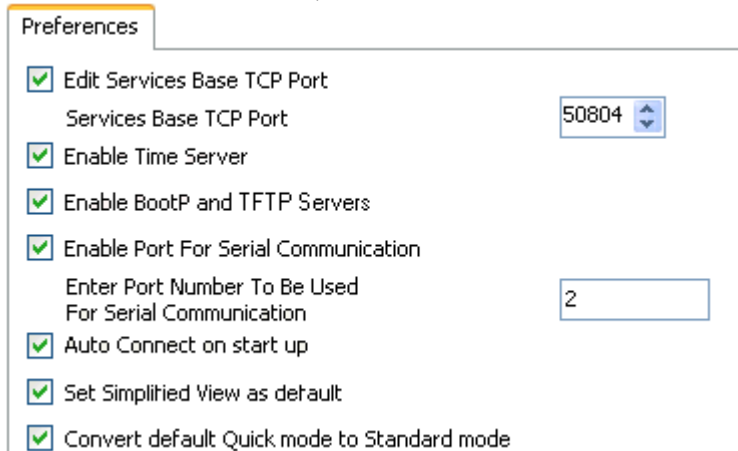 Preferences
Edit Services Base TCP Port
Services Base TCP Port 50804
Enable Time Server
Enable BootP and TFTP Servers
Enable Port For Serial Communication
Enter Port Number To Be Used
For Serial Communication 2
Auto Connect on start up
Set Simplified View as default
Convert default Quick mode to Standard mode